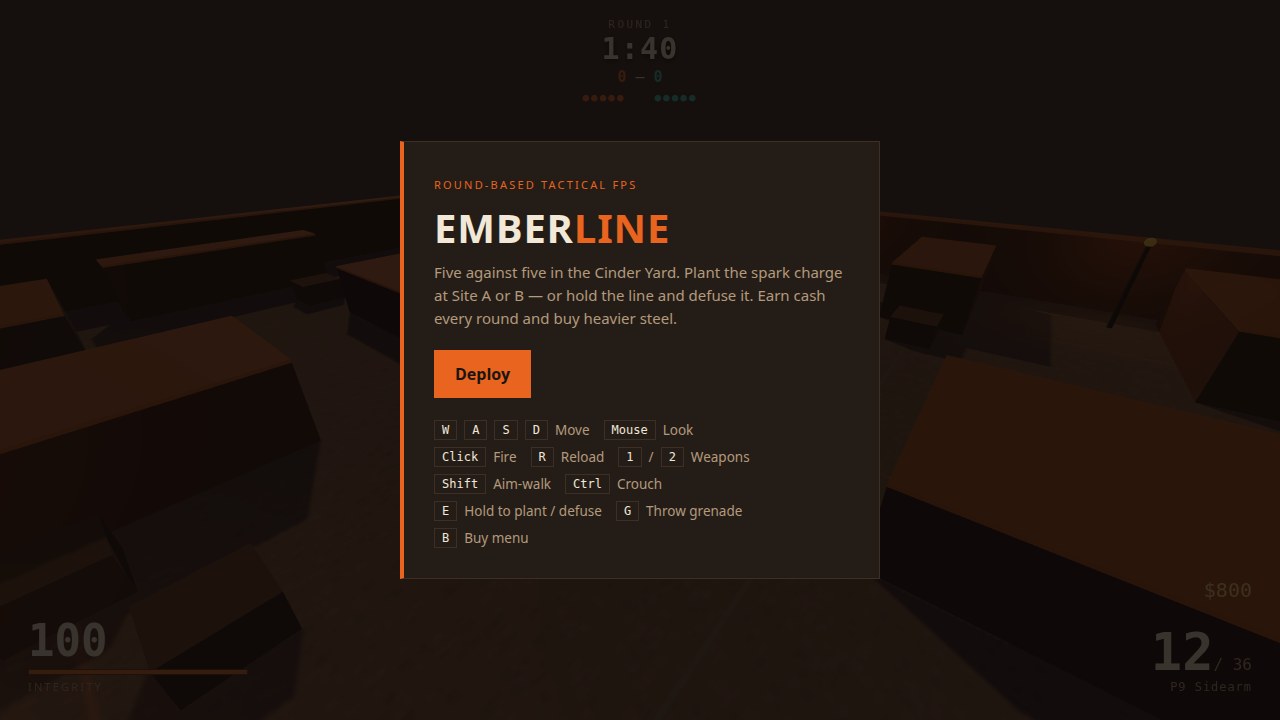 ROUND 1
1:40
0 — 0
ROUND-BASED TACTICAL FPS
EMBERLINE
Five against five in the Cinder Yard. Plant the spark charge
at Site A or B — or hold the line and defuse it. Earn cash
every round and buy heavier steel.
Deploy
W A S D Move Mouse Look
Click Fire R Reload 1 / 2 Weapons
Shift Aim-walk Ctrl Crouch
E Hold to plant / defuse G Throw grenade
B Buy menu
$800
100
12 / 36
INTEGRITY
P9 Sidearm